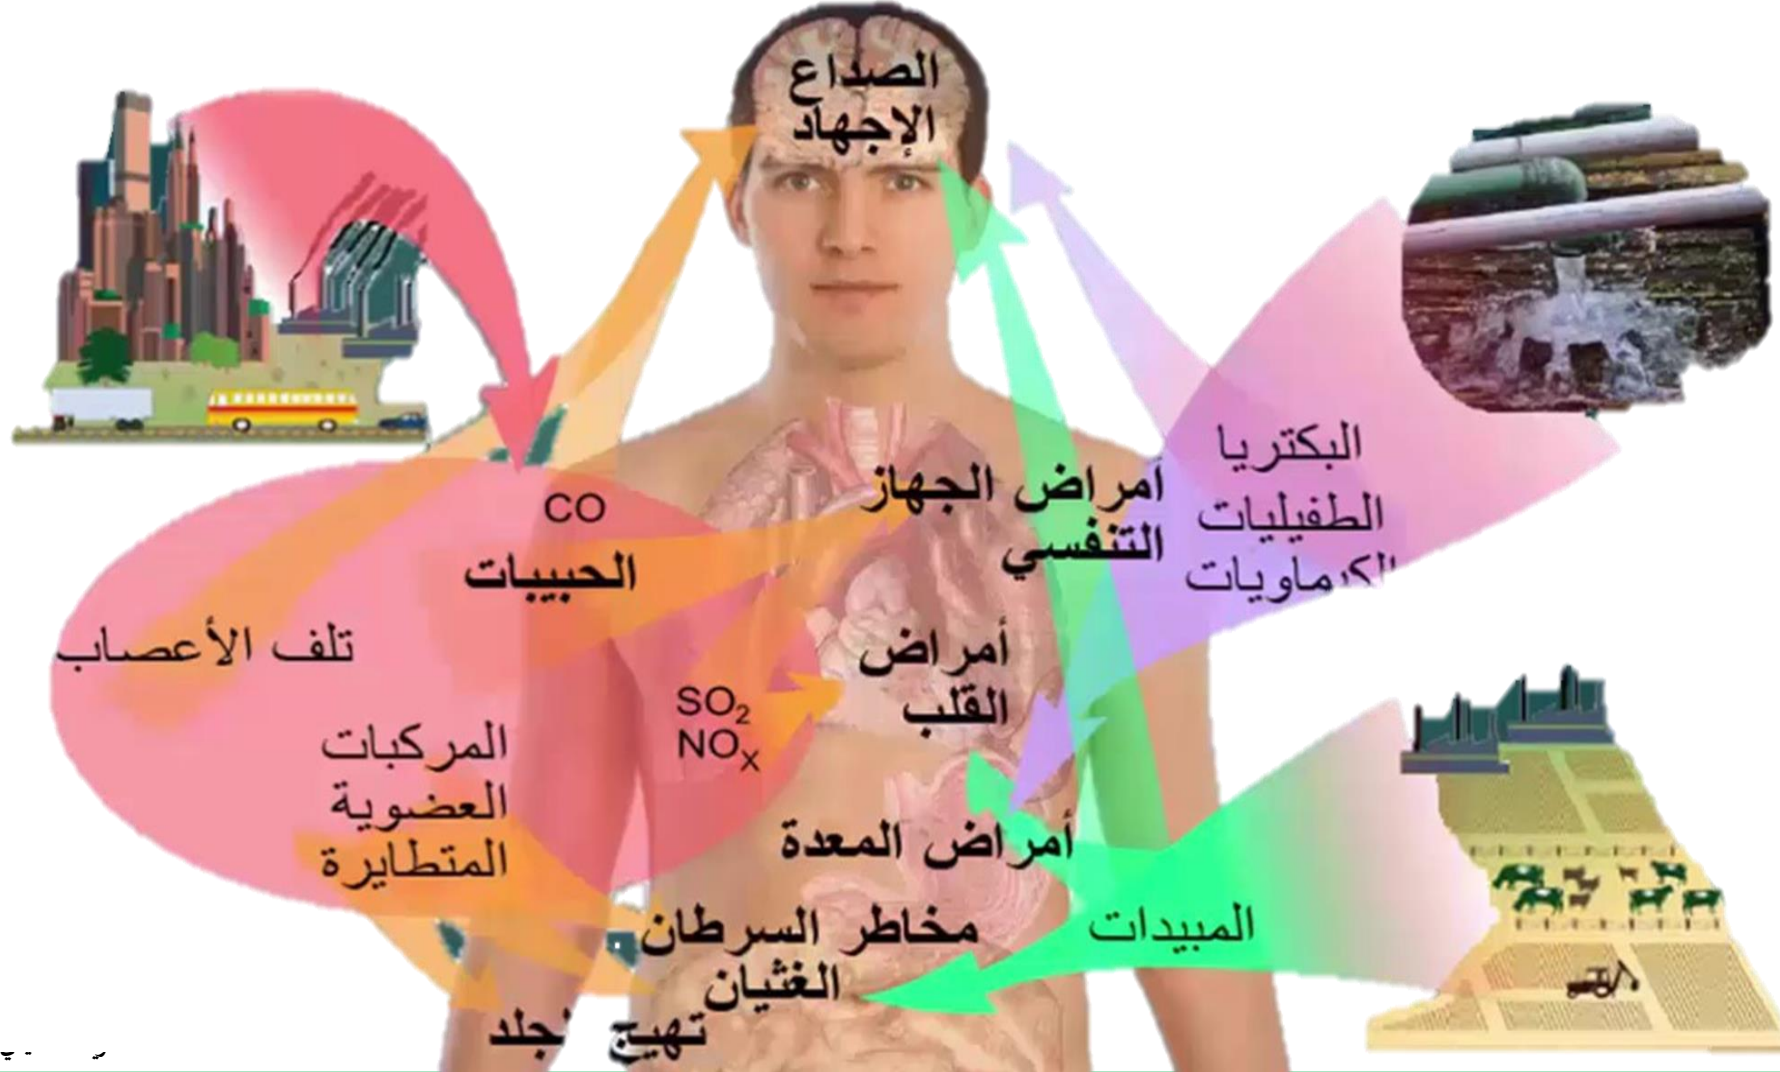 الصداع
الإجهاد
CO
الحبيبات
تلف الأعصاب
SO2
NOX
المركبات
العضوية
المتطايرة
أمراض الجهاز
التنفسي
أمراض
القلب
أمراض المعدة
مخاطر السرطان
الغثيان
تهيج
البكتريا
الطفيليات
الكرماويات
المبيدات